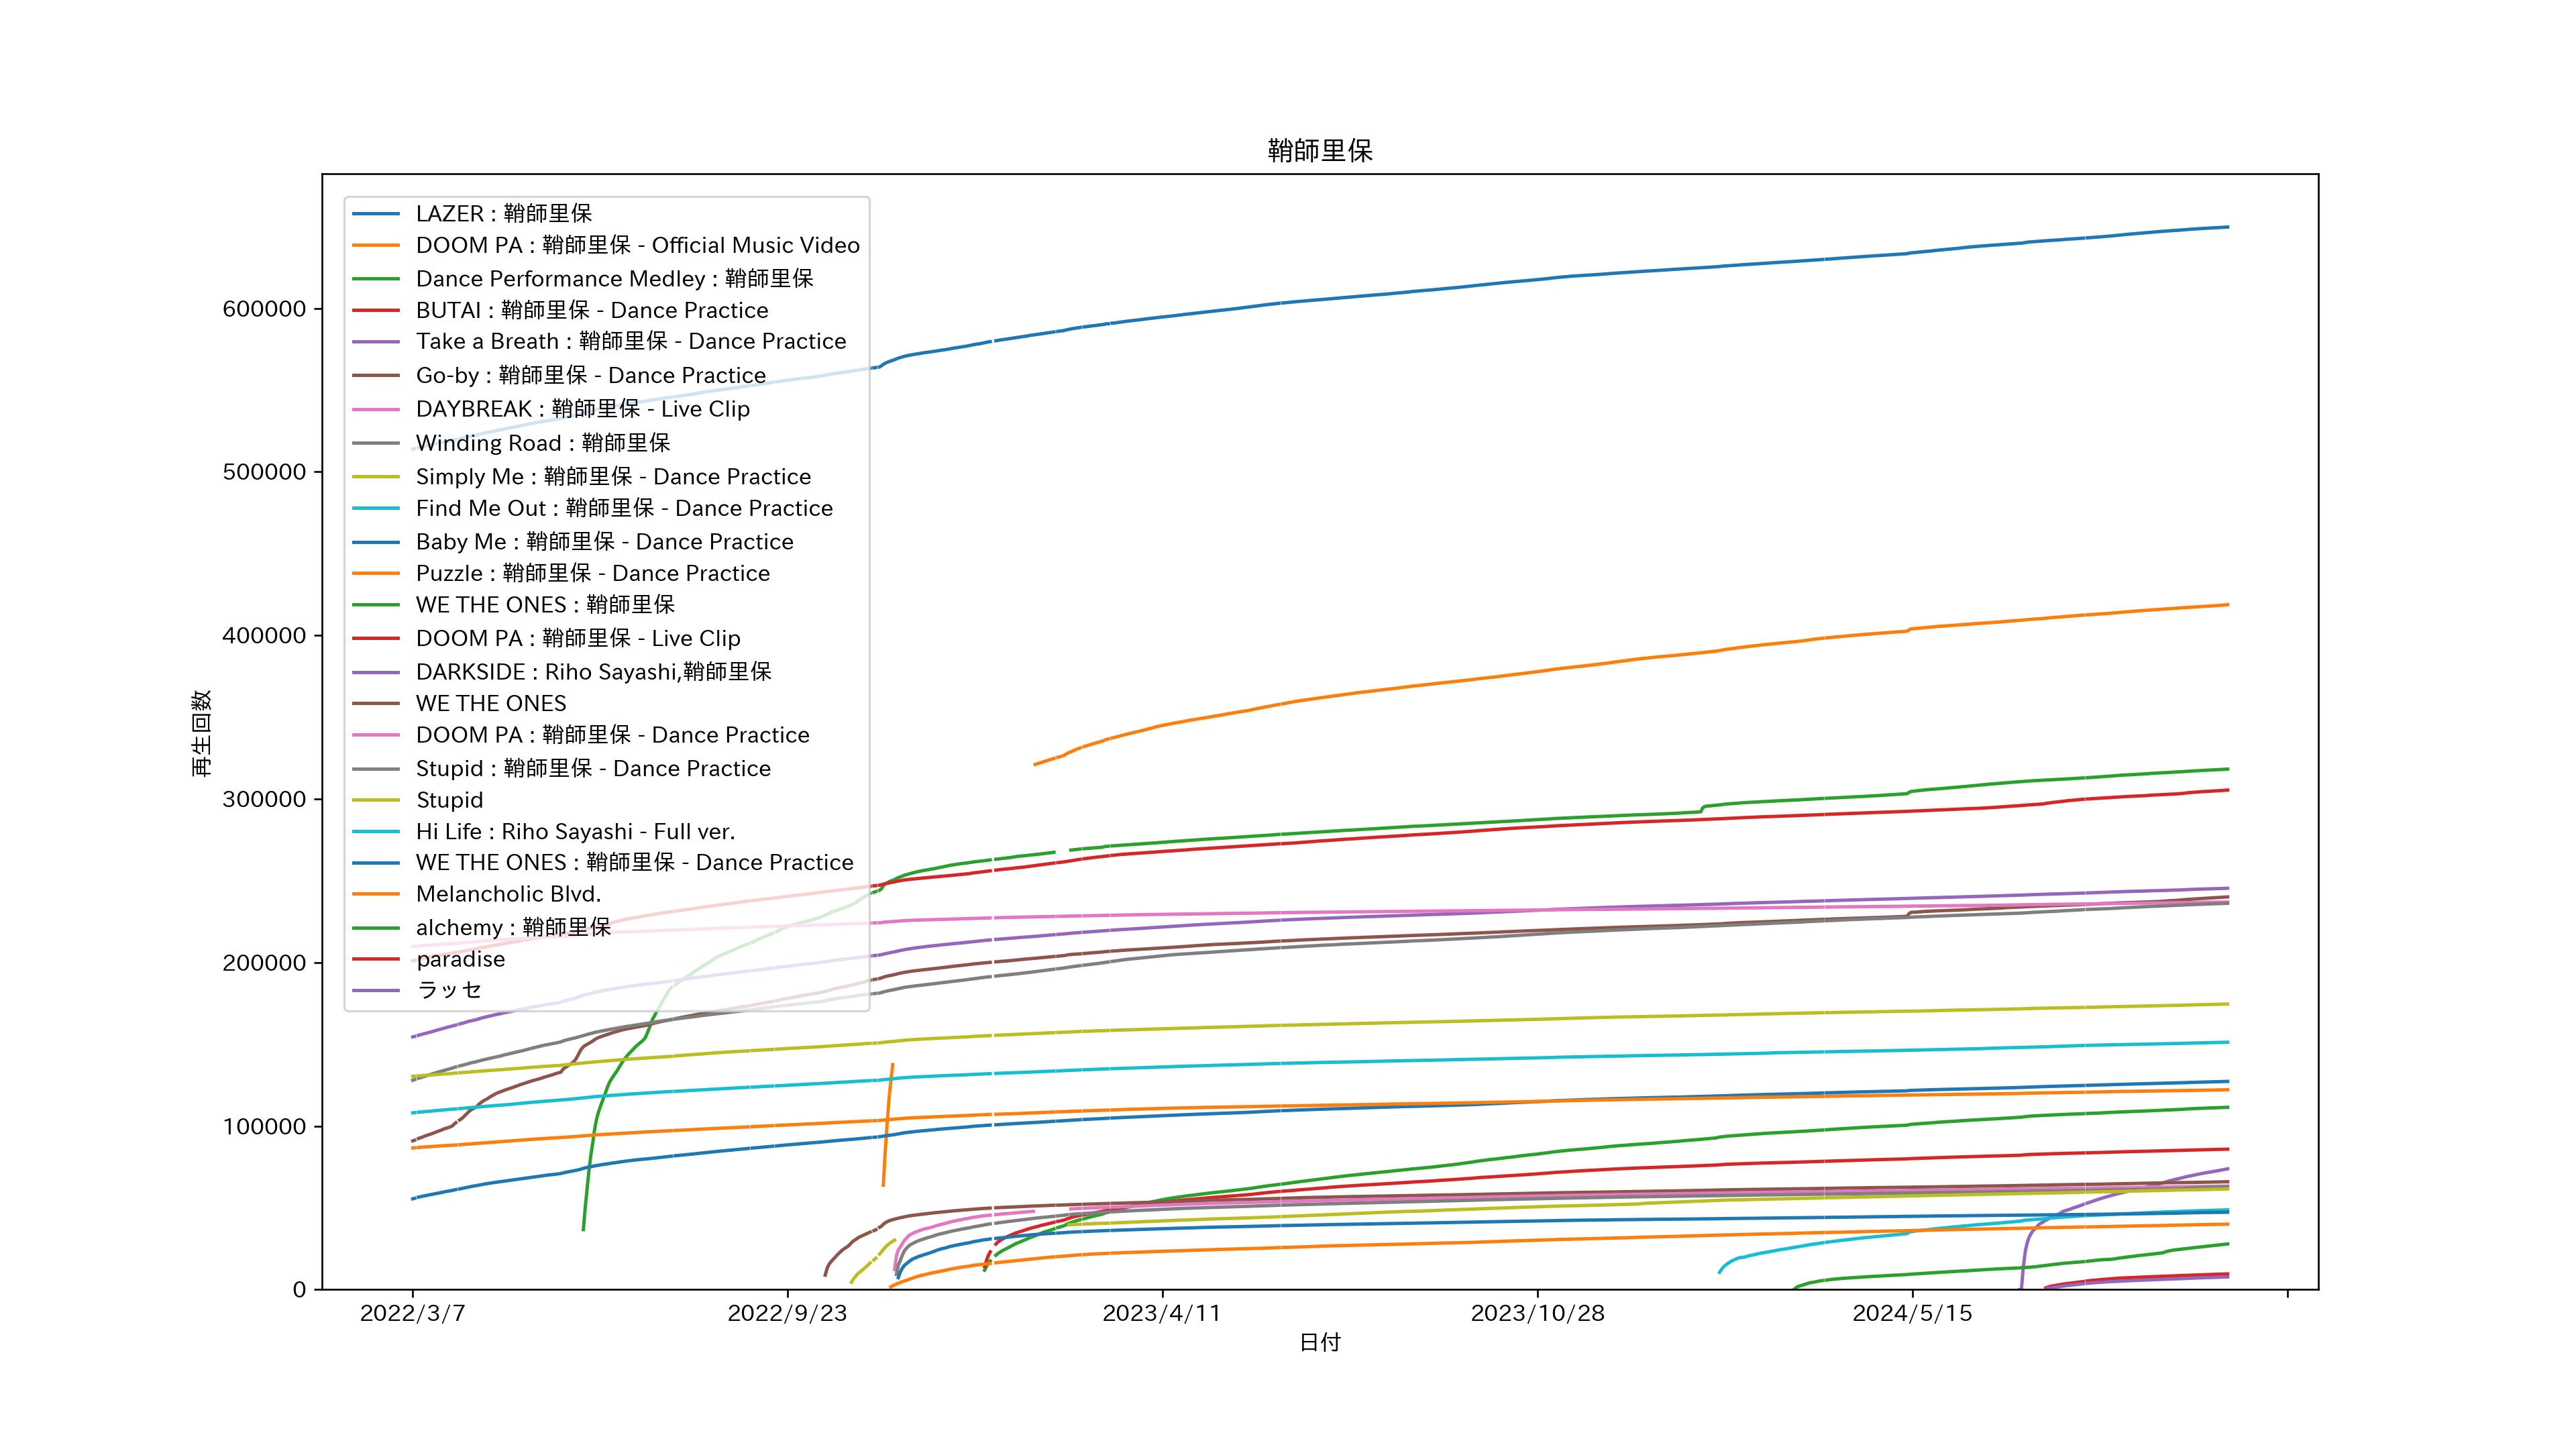 鞘師里保
LAZER : 鞘師里保
DOOM PA : 鞘師里保 - Official Music Video
Dance Performance Medley : 鞘師里保
BUTAI : 鞘師里保 - Dance Practice
Take a Breath : 鞘師里保 - Dance Practice
Go-by : 鞘師里保 - Dance Practice
DAYBREAK : 鞘師里保 - Live Clip
Winding Road : 鞘師里保
Simply Me : 鞘師里保 - Dance Practice
Find Me Out : 鞘師里保 - Dance Practice
Baby Me : 鞘師里保 - Dance Practice
Puzzle : 鞘師里保 - Dance Practice
WE THE ONES : 鞘師里保
DOOM PA : 鞘師里保 - Live Clip
DARKSIDE : Riho Sayashi,鞘師里保
WE THE ONES
DOOM PA : 鞘師里保 - Dance Practice
Stupid : 鞘師里保 - Dance Practice
Stupid
Hi Life : Riho Sayashi - Full ver.
WE THE ONES : 鞘師里保 - Dance Practice
Melancholic Blvd.
alchemy : 鞘師里保
paradise
ラッセ
600000
500000
400000
300000
200000
100000
0
再生回数
2022/3/7
2022/9/23
2023/4/11
2023/10/28
2024/5/15
日付